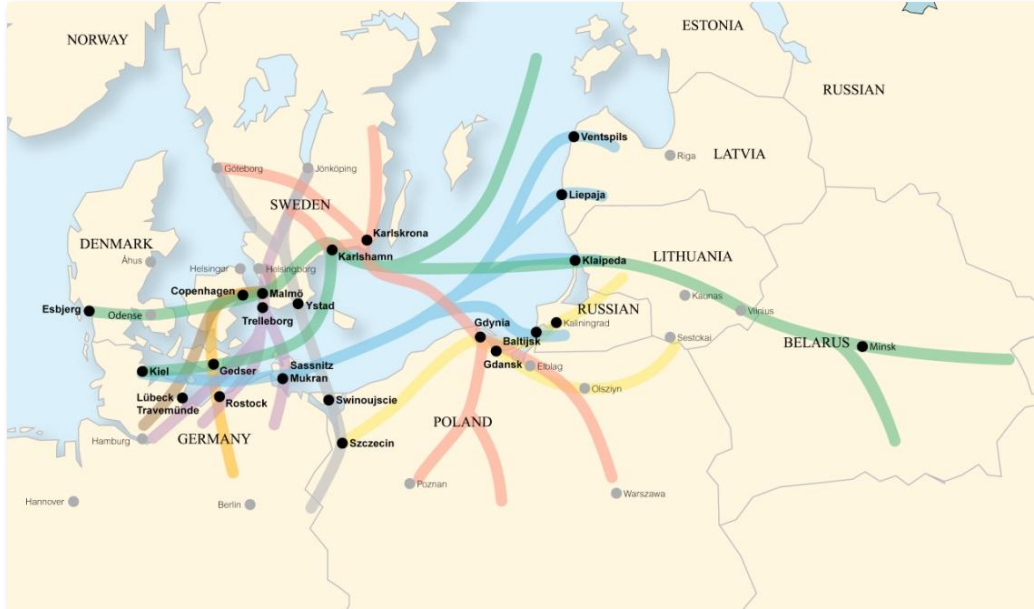 NORWAY
ESTONIA
RUSSIAN
Ventspils
Riga
LATVIA
Göteborg
Jönköping
Liepaja
SWEDEN
Karlskrona
DENMARK
Karlshamn
LITHUANIA
Klaipeda
Åhus
Helsingør
Helsingborg
Copenhagen
Malmö
Kaunas
Esbjerg
Ystad
RUSSIAN
Vilnius
Odense
Trelleborg
Gdynia
Kaliningrad
Baltijsk
Sestckai
BELARUS
Minsk
Gdansk
Kiel
Gedser
Sassnitz
Mukran
Elblag
Olsziyn
Lübeck
Travemünde
Rostock
Swinoujscie
POLAND
Hamburg
GERMANY
Szczecin
Poznan
Warszawa
Hannover
Berlin